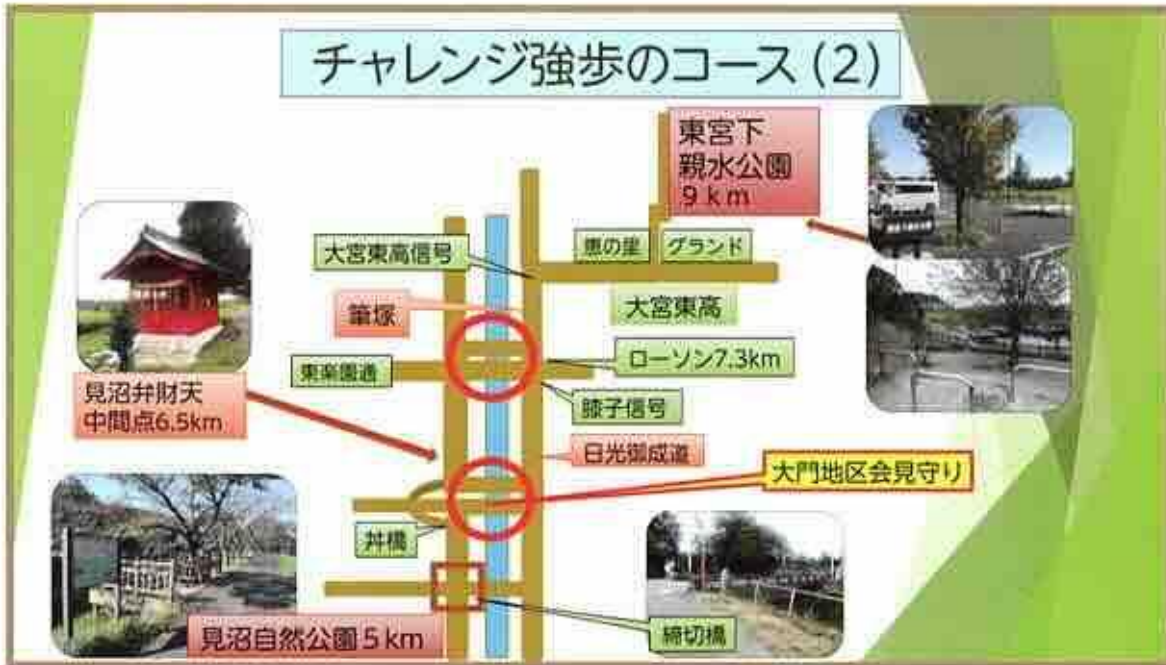 チャレンジ強歩のコース(2)
東宮下
親水公園
9km
大宮東高信号
恵の里
グランド
筆塚
大宮東高
東楽園通
ローソン7.3km
膝子信号
見沼弁財天
中間点6.5km
日光御成道
大門地区会見守り
丼橋
見沼自然公園5km
締切橋